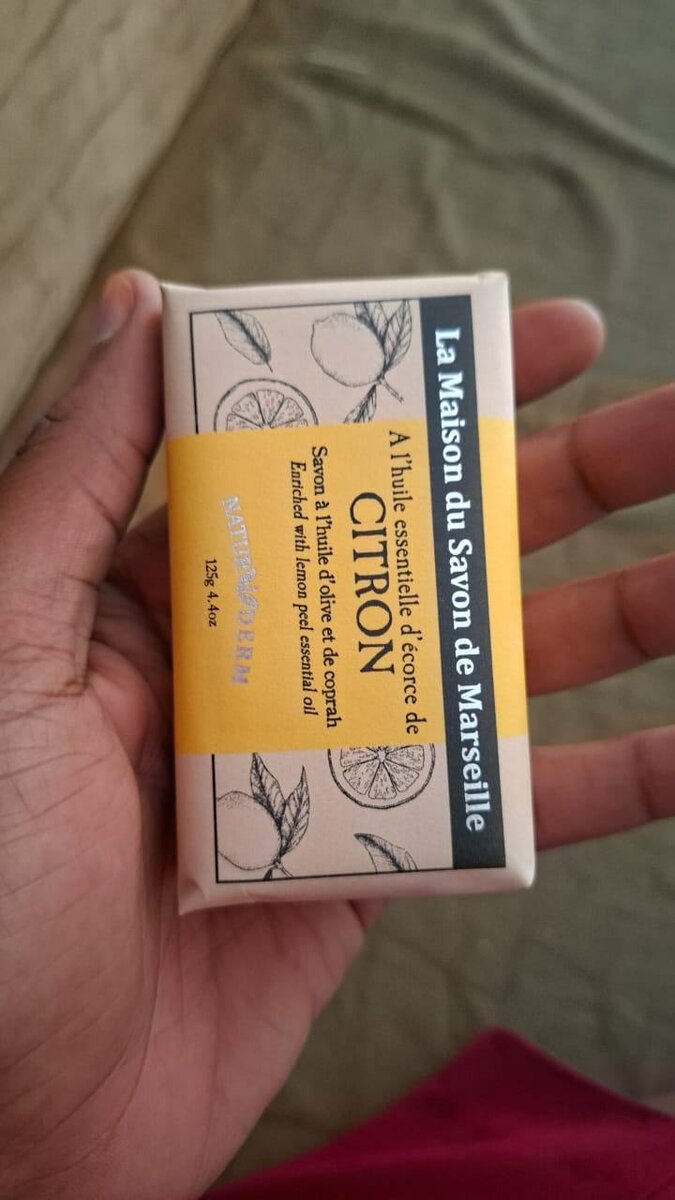 La Maison du Savon de Marseille
A l'huile essentielle d'écorce de
CITRON
Savon à l'huile d'olive et de coprah
Enriched with lemon peel essential oil
125g 4,4oz